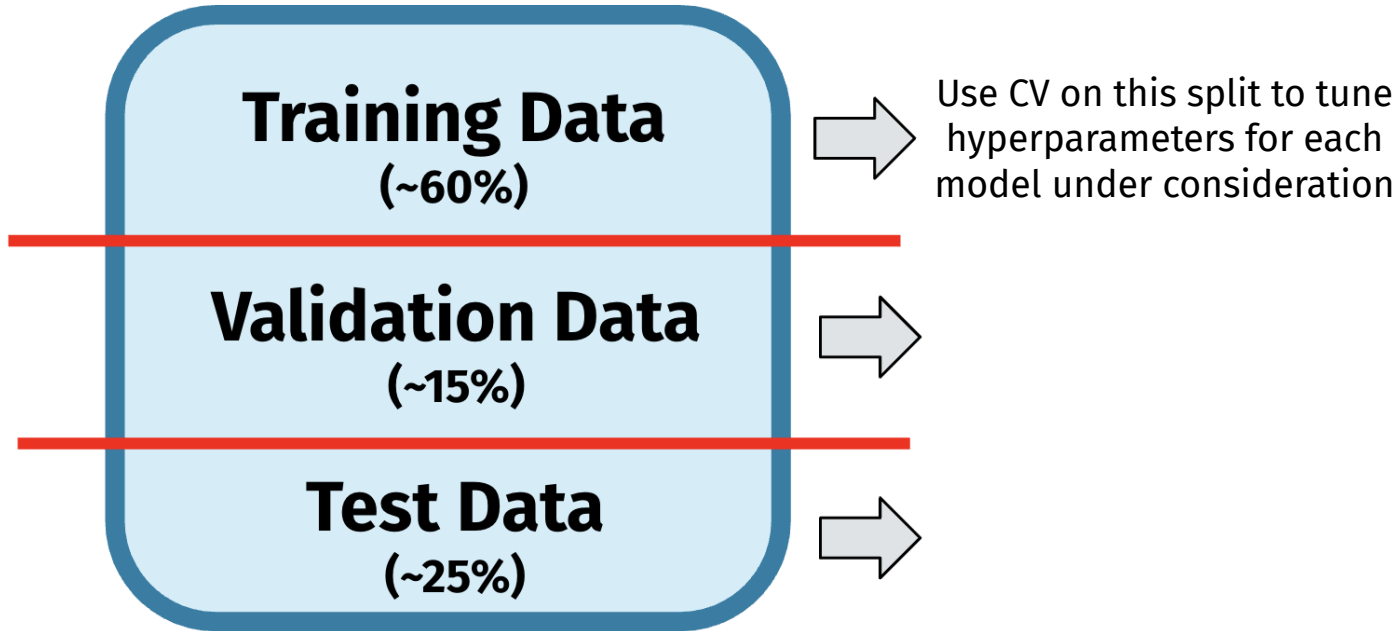 Training Data
(~60%)
Use CV on this split to tune
hyperparameters for each
model under consideration
Validation Data
(~15%)
Test Data
(~25%)